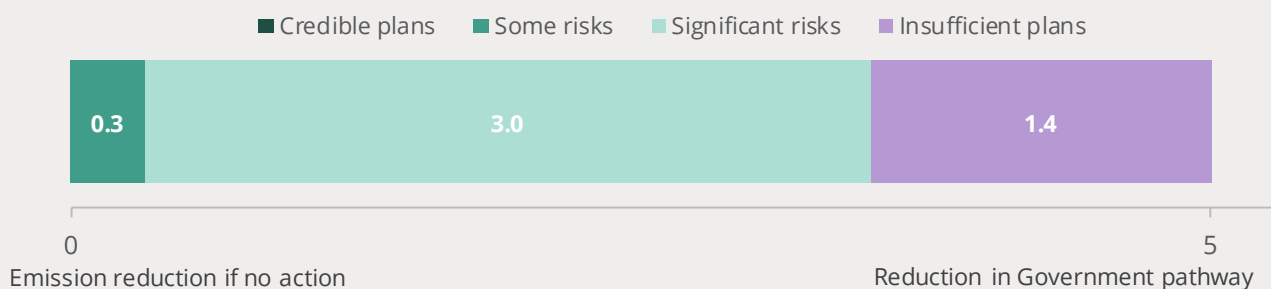 Credible plans Some risks Significant risks Insufficient plans
0.3 3.0 1.4
0 5
Emission reduction if no action Reduction in Government pathway